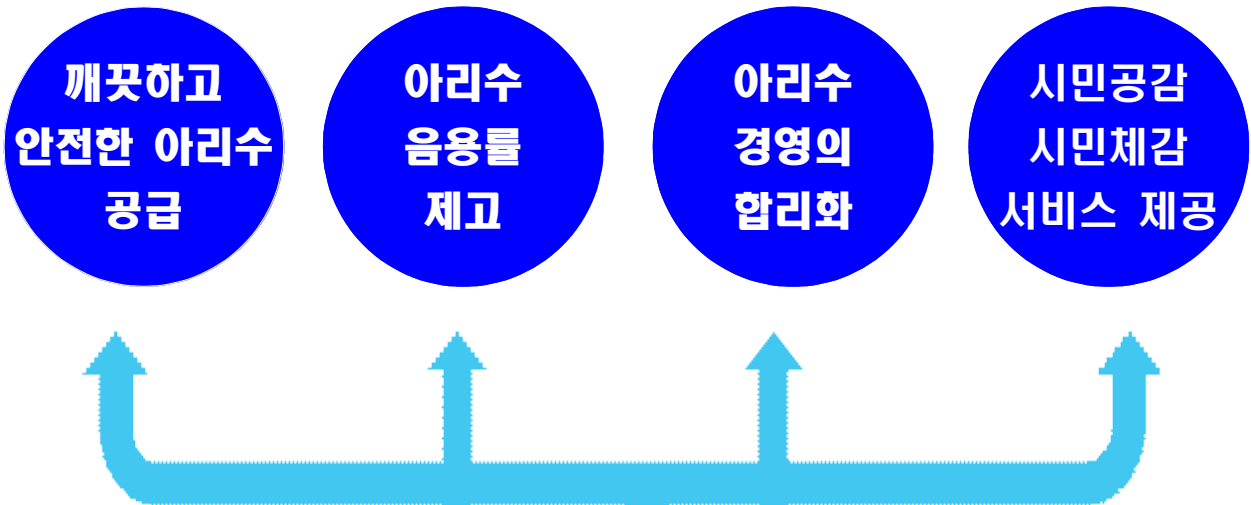 깨끗하고
안전한 아리수
공급
아리수
음용률
제고
아리수
경영의
합리화
시민공감
시민체감
서비스 제공